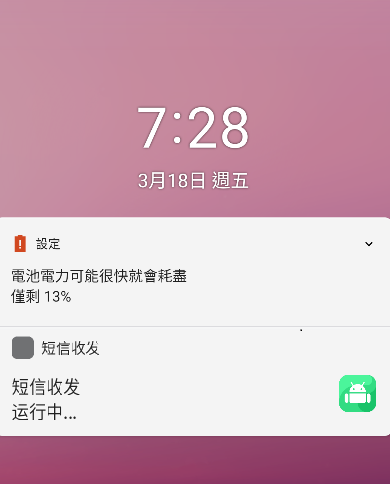 7:28
3月18日 週五
設定
電池電力可能很快就會耗盡
僅剩 13%
短信收发
短信收发
运行中...